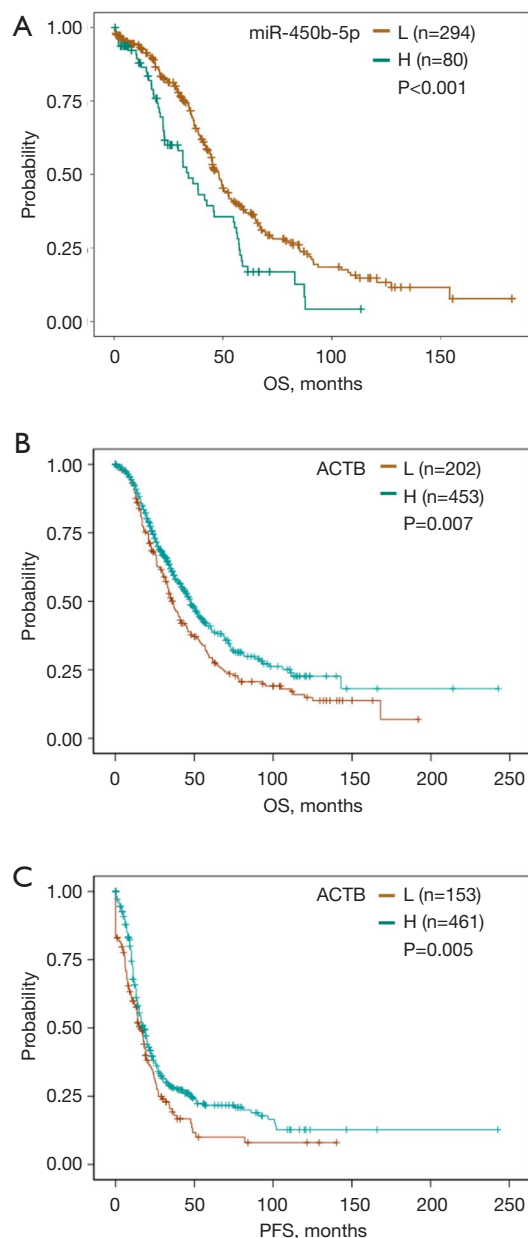 A
miR-450b-5p
L (n=294)
H (n=80)
P<0.001
Probability
1.00
0.75
0.50
0.25
0.00
0
50
100
150
OS, months
B
ACTB
L (n=202)
H (n=453)
P=0.007
Probability
1.00
0.75
0.50
0.25
0.00
0
50
100
150
200
250
OS, months
C
ACTB
L (n=153)
H (n=461)
P=0.005
Probability
1.00
0.75
0.50
0.25
0.00
0
50
100
150
200
250
PFS, months